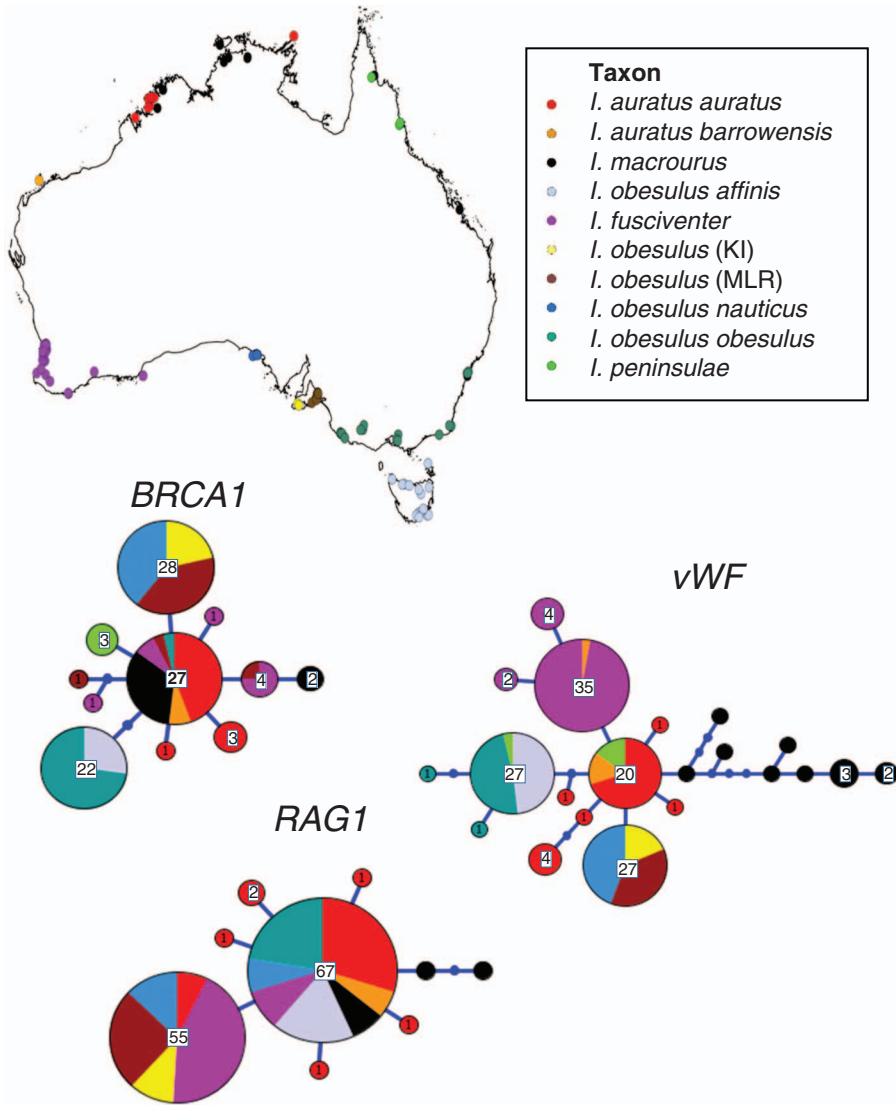 Taxon
I. auratus auratus
I. auratus barrowensis
I. macrourus
I. obesulus affinis
I. fusciventer
I. obesulus (KI)
I. obesulus (MLR)
I. obesulus nauticus
I. obesulus obesulus
I. peninsulae
BRCA1
28
1
3
27
1
4
2
1
1
3
22
vWF
4
2
35
1
27
20
1
1
1
1
1
4
27
3
2
RAG1
1
2
1
67
55
1
1